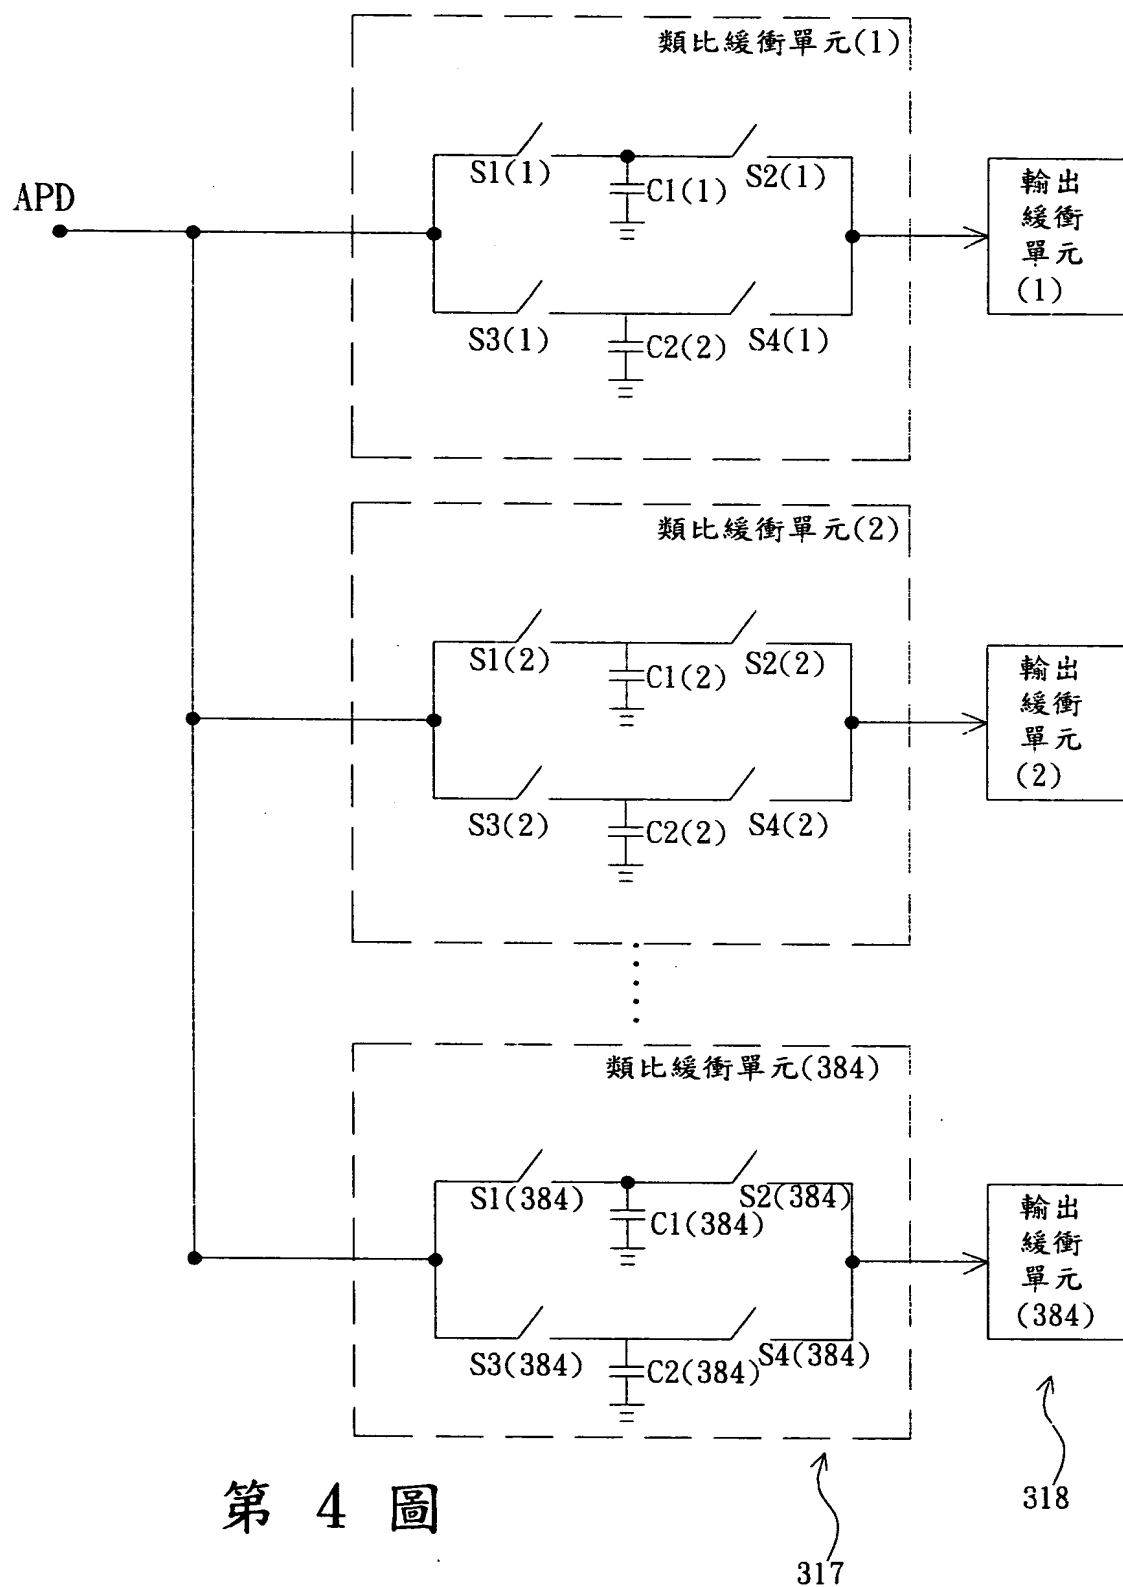 類比緩衝單元(1)
APD
S1(1)
C1(1)
S2(1)
S3(1)
C2(2)
S4(1)
輸出
緩衝
單元
(1)
類比緩衝單元(2)
S1(2)
C1(2)
S2(2)
S3(2)
C2(2)
S4(2)
輸出
緩衝
單元
(2)
類比緩衝單元(384)
S1(384)
C1(384)
S2(384)
S3(384)
C2(384)
S4(384)
輸出
緩衝
單元
(384)
317
318
第 4 圖